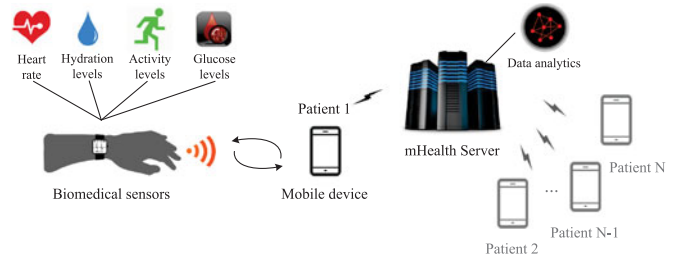 Heart
rate
Hydration
levels
Activity
levels
Glucose
levels
Data analytics
Patient 1
mHealth Server
Biomedical sensors
Mobile device
Patient N
...
Patient N-1
Patient 2